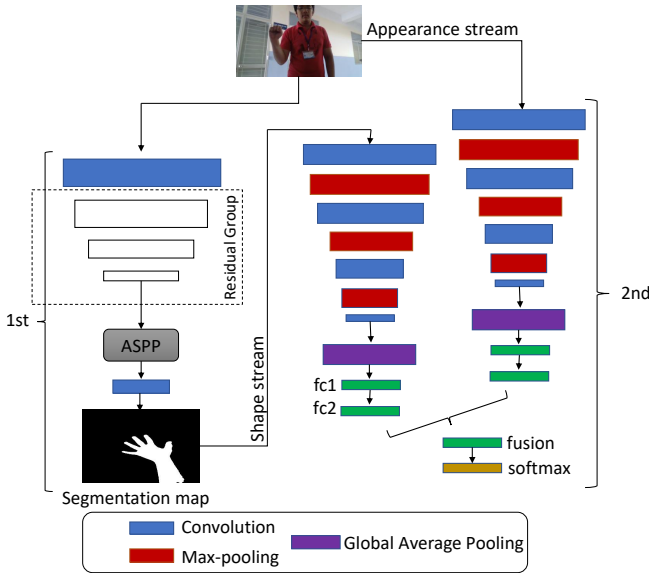 Appearance stream
Residual Group
1st
2nd
ASPP
Shape stream
fc1
fc2
fusion
softmax
Segmentation map
Convolution
Max-pooling
Global Average Pooling